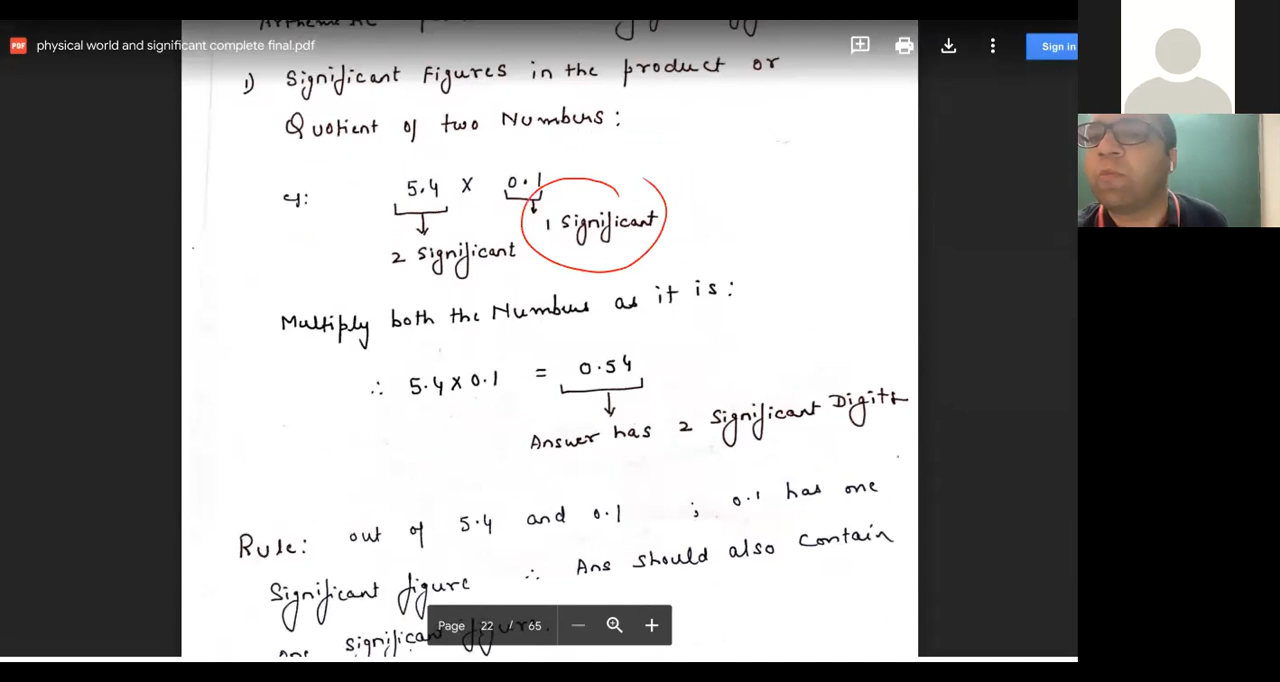 PDF physical world and significant complete final.pdf
Sign in
1) Significant Figures in the product or
Quotient of two Numbers:
eg: 5.4 x 0.1
1 Significant
2 Significant
Multiply both the Numbers as it is:
∴ 5.4 x 0.1 = 0.54
Answer has 2 Significant Digits
Rule: out of 5.4 and 0.1 ; 0.1 has one
Significant figure ∴ Ans should also contain
Page 22 / 65
significant